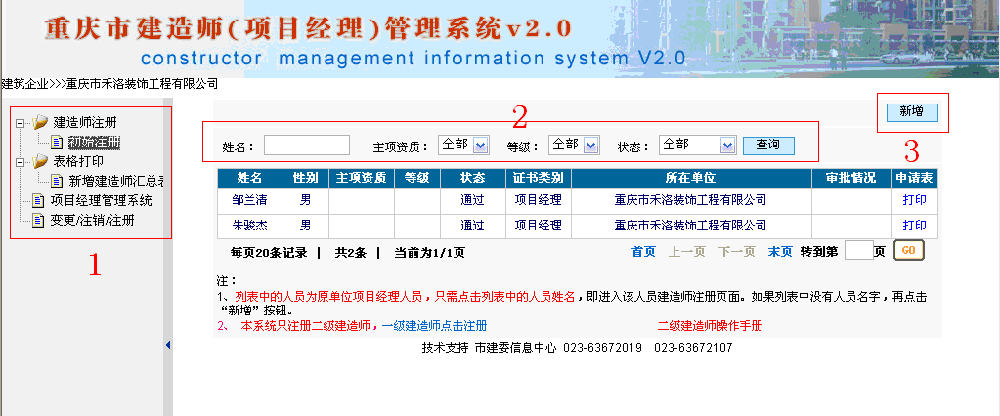 重庆市建造师(项目经理)管理系统v2.0
constructor management information system V2.0
建筑企业>>>重庆市禾洛装饰工程有限公司
建造师注册
初始注册
表格打印
新增建造师汇总表
项目经理管理系统
变更/注销/注册
1
新增
2
3
姓名： 主项资质： 全部 等级： 全部 状态： 全部 查询
姓名 性别 主项资质 等级 状态 证书类别 所在单位 审批情况 申请表
邹兰清 男 通过 项目经理 重庆市禾洛装饰工程有限公司 打印
朱骏杰 男 通过 项目经理 重庆市禾洛装饰工程有限公司 打印
每页20条记录 | 共2条 | 当前为1/1页 首页 上一页 下一页 末页 转到第 页 GO
注：
1、列表中的人员为原单位项目经理人员，只需点击列表中的人员姓名，即进入该人员建造师注册页面。如果列表中没有人员名字，再点击
“新增”按钮。
2、 本系统只注册二级建造师，一级建造师点击注册 二级建造师操作手册
技术支持 市建委信息中心 023-63672019 023-63672107